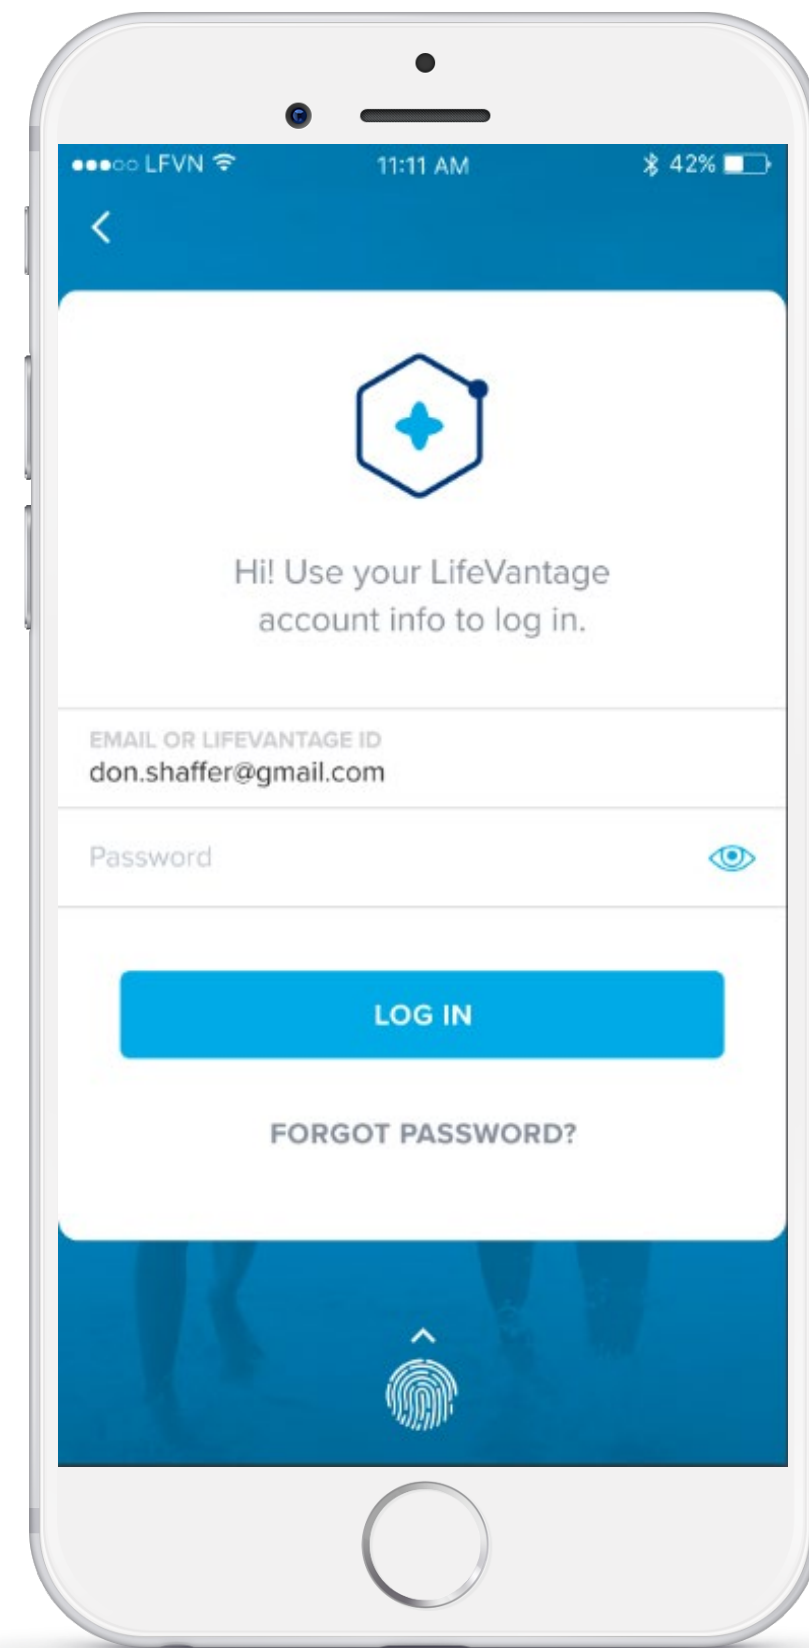 LFVN 11:11 AM 42%
Hi! Use your LifeVantage
account info to log in.
EMAIL OR LIFEVANTAGE ID
don.shaffer@gmail.com
Password
LOG IN
FORGOT PASSWORD?